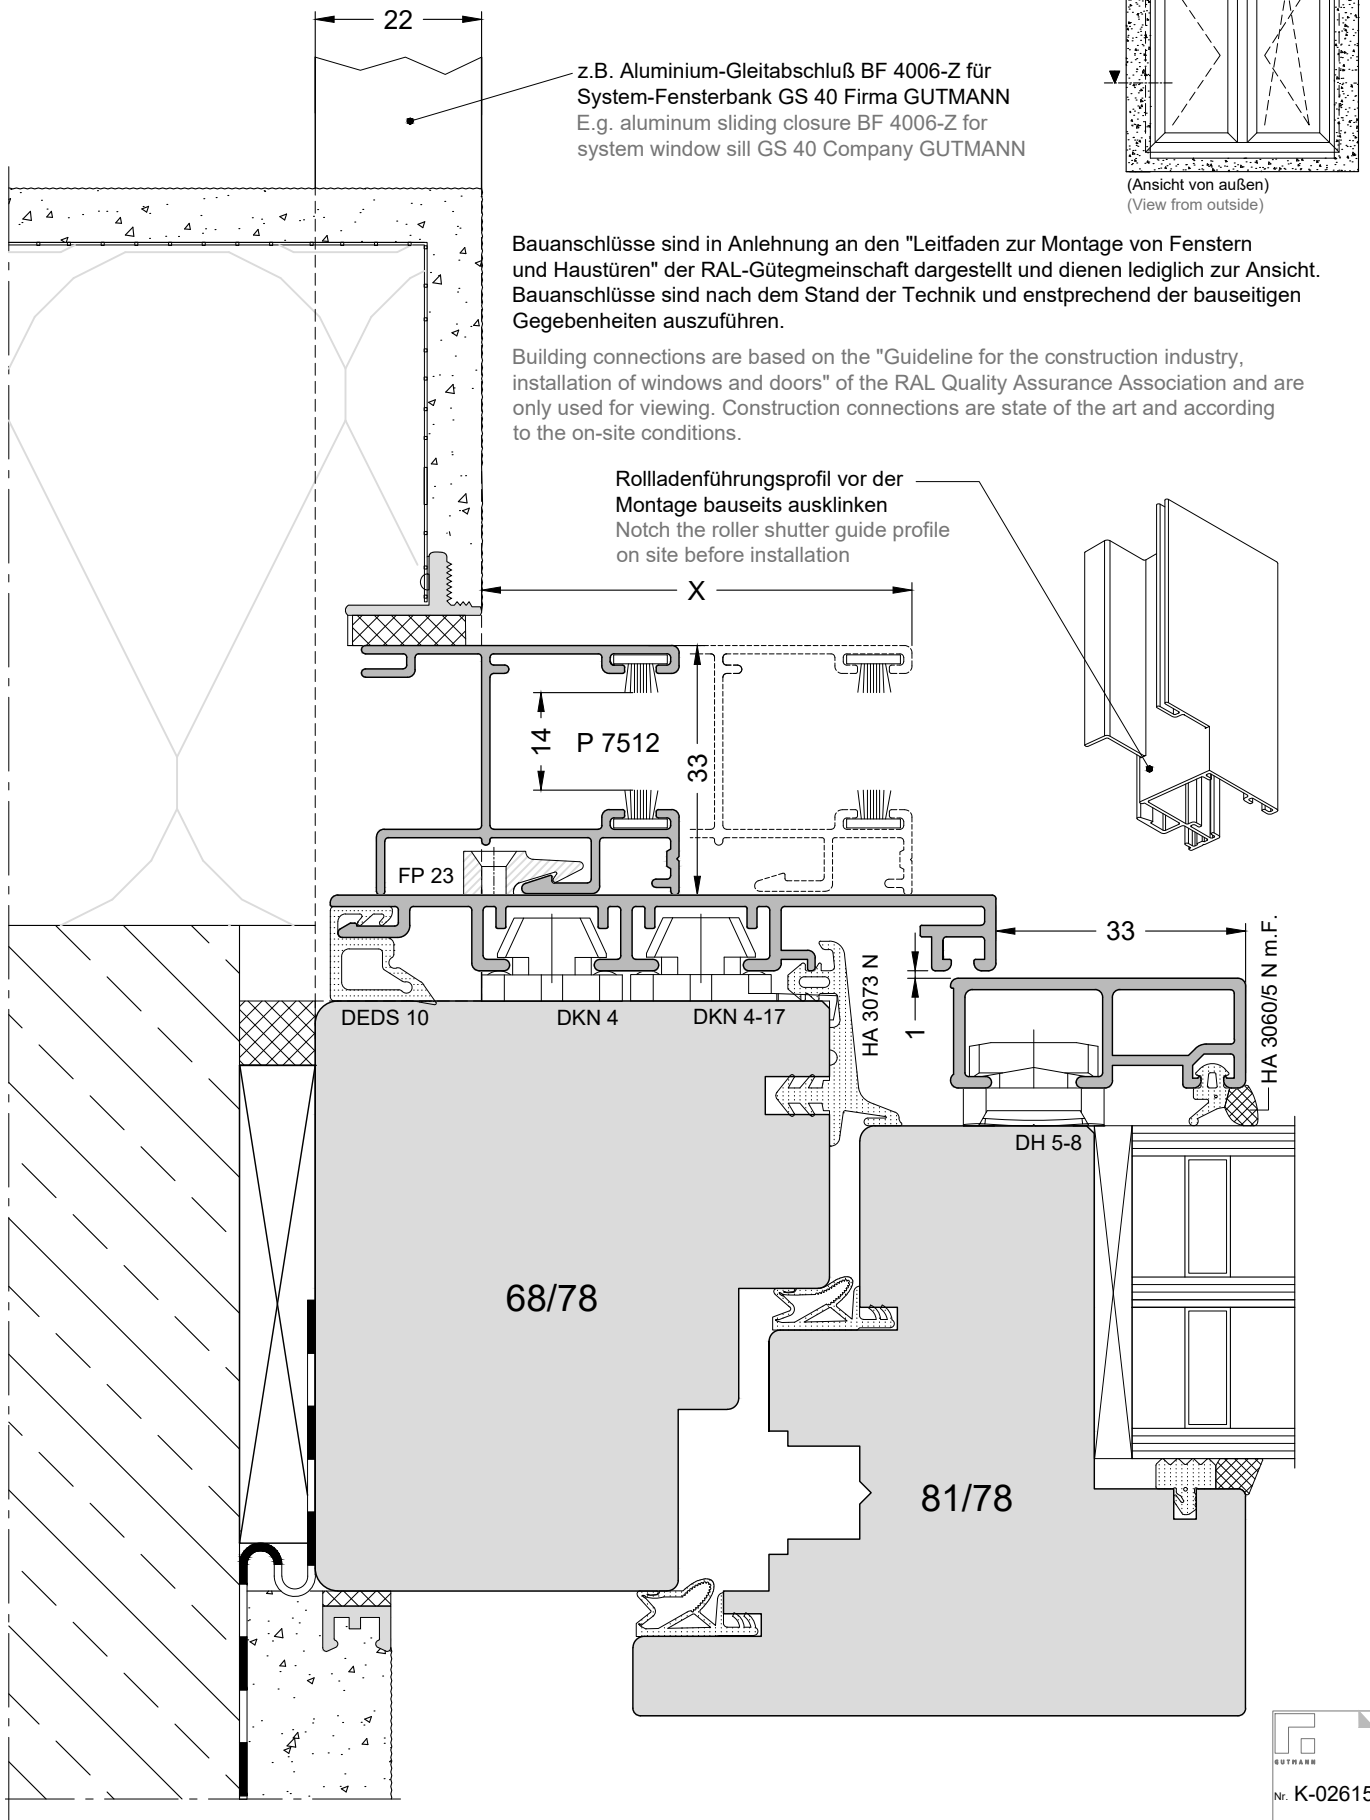 22
z.B. Aluminium-Gleitabschluß BF 4006-Z für
System-Fensterbank GS 40 Firma GUTMANN
E.g. aluminum sliding closure BF 4006-Z for
system window sill GS 40 Company GUTMANN
(Ansicht von außen)
(View from outside)
Bauanschlüsse sind in Anlehnung an den "Leitfaden zur Montage von Fenstern
und Haustüren" der RAL-Gütegmeinschaft dargestellt und dienen lediglich zur Ansicht.
Bauanschlüsse sind nach dem Stand der Technik und enstprechend der bauseitigen
Gegebenheiten auszuführen.
Building connections are based on the "Guideline for the construction industry,
installation of windows and doors" of the RAL Quality Assurance Association and are
only used for viewing. Construction connections are state of the art and according
to the on-site conditions.
Rollladenführungsprofil vor der
Montage bauseits ausklinken
Notch the roller shutter guide profile
on site before installation
X
14
P 7512
33
FP 23
33
DEDS 10
DKN 4
DKN 4-17
HA 3073 N
1
HA 3060/5 N m.F.
DH 5-8
68/78
81/78
GUTMANN
Nr. K-02615